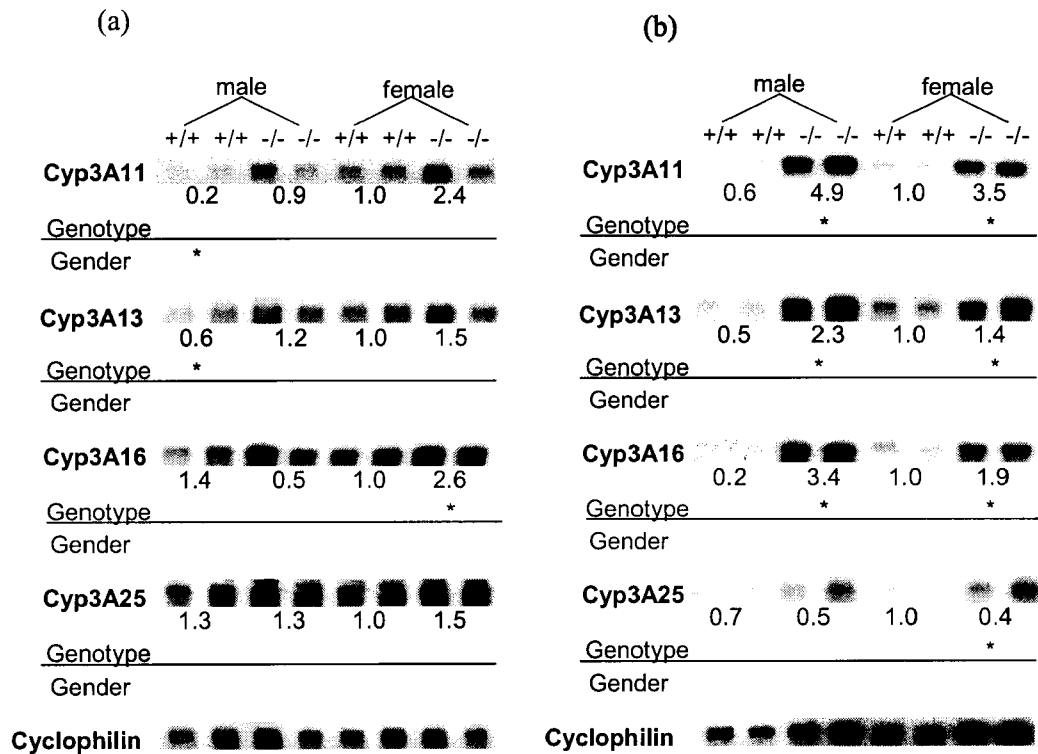 (a)
male female
+/+ +/+ -/- -/- +/+ +/+ -/- -/-
Cyp3A11
0.2 0.9 1.0 2.4
Genotype
Gender *
Cyp3A13
0.6 1.2 1.0 1.5
Genotype *
Gender
Cyp3A16
1.4 0.5 1.0 2.6
Genotype *
Gender
Cyp3A25
1.3 1.3 1.0 1.5
Genotype
Gender
Cyclophilin
(b)
male female
+/+ +/+ -/- -/- +/+ +/+ -/- -/-
Cyp3A11
0.6 4.9 1.0 3.5
Genotype * *
Gender
Cyp3A13
0.5 2.3 1.0 1.4
Genotype * *
Gender
Cyp3A16
0.2 3.4 1.0 1.9
Genotype * *
Gender
Cyp3A25
0.7 0.5 1.0 0.4
Genotype *
Gender
Cyclophilin